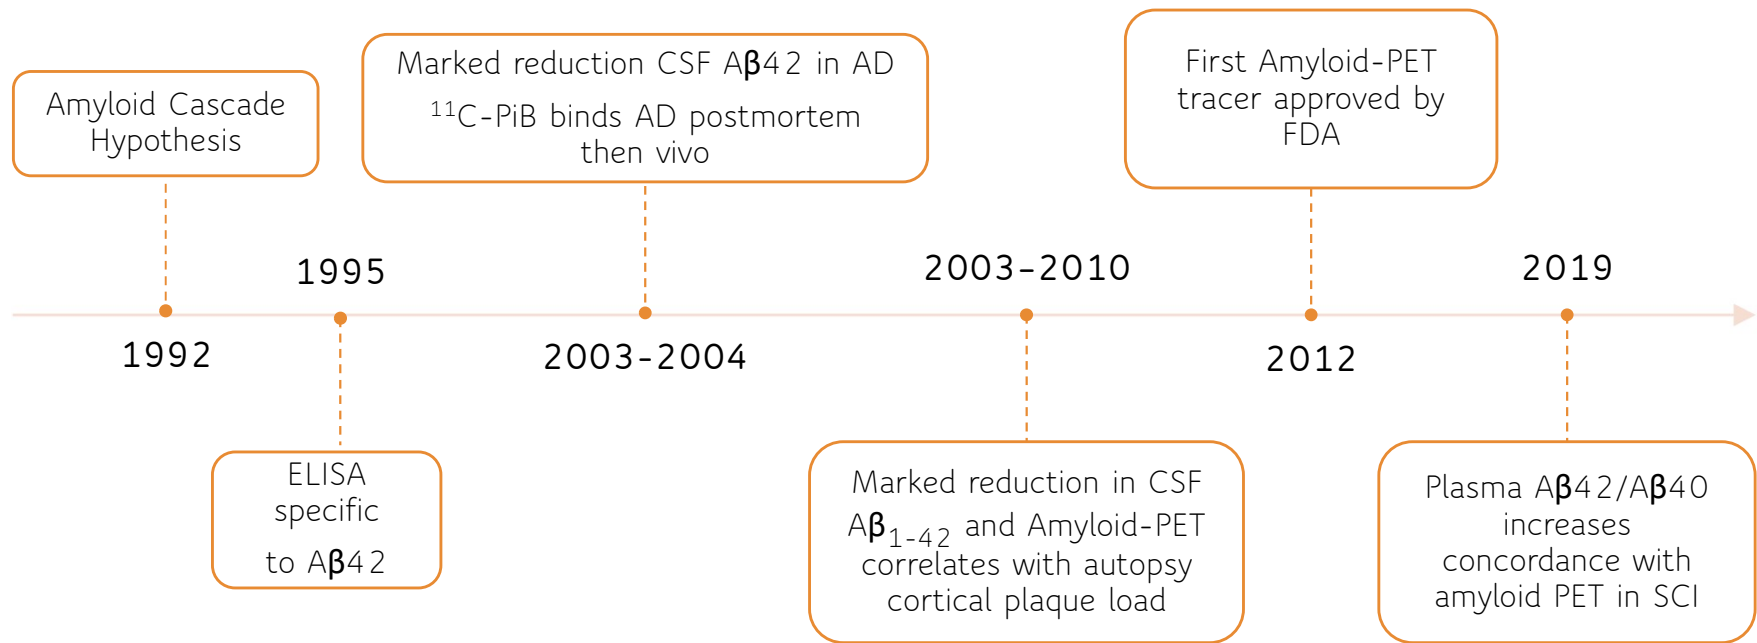 Amyloid Cascade
Hypothesis
1992
1995
ELISA
specific
to Aβ42
Marked reduction CSF Aβ42 in AD
¹¹C-PiB binds AD postmortem
then vivo
2003-2004
2003-2010
Marked reduction in CSF
Aβ₁₋₄₂ and Amyloid-PET
correlates with autopsy
cortical plaque load
First Amyloid-PET
tracer approved by
FDA
2012
2019
Plasma Aβ42/Aβ40
increases
concordance with
amyloid PET in SCI